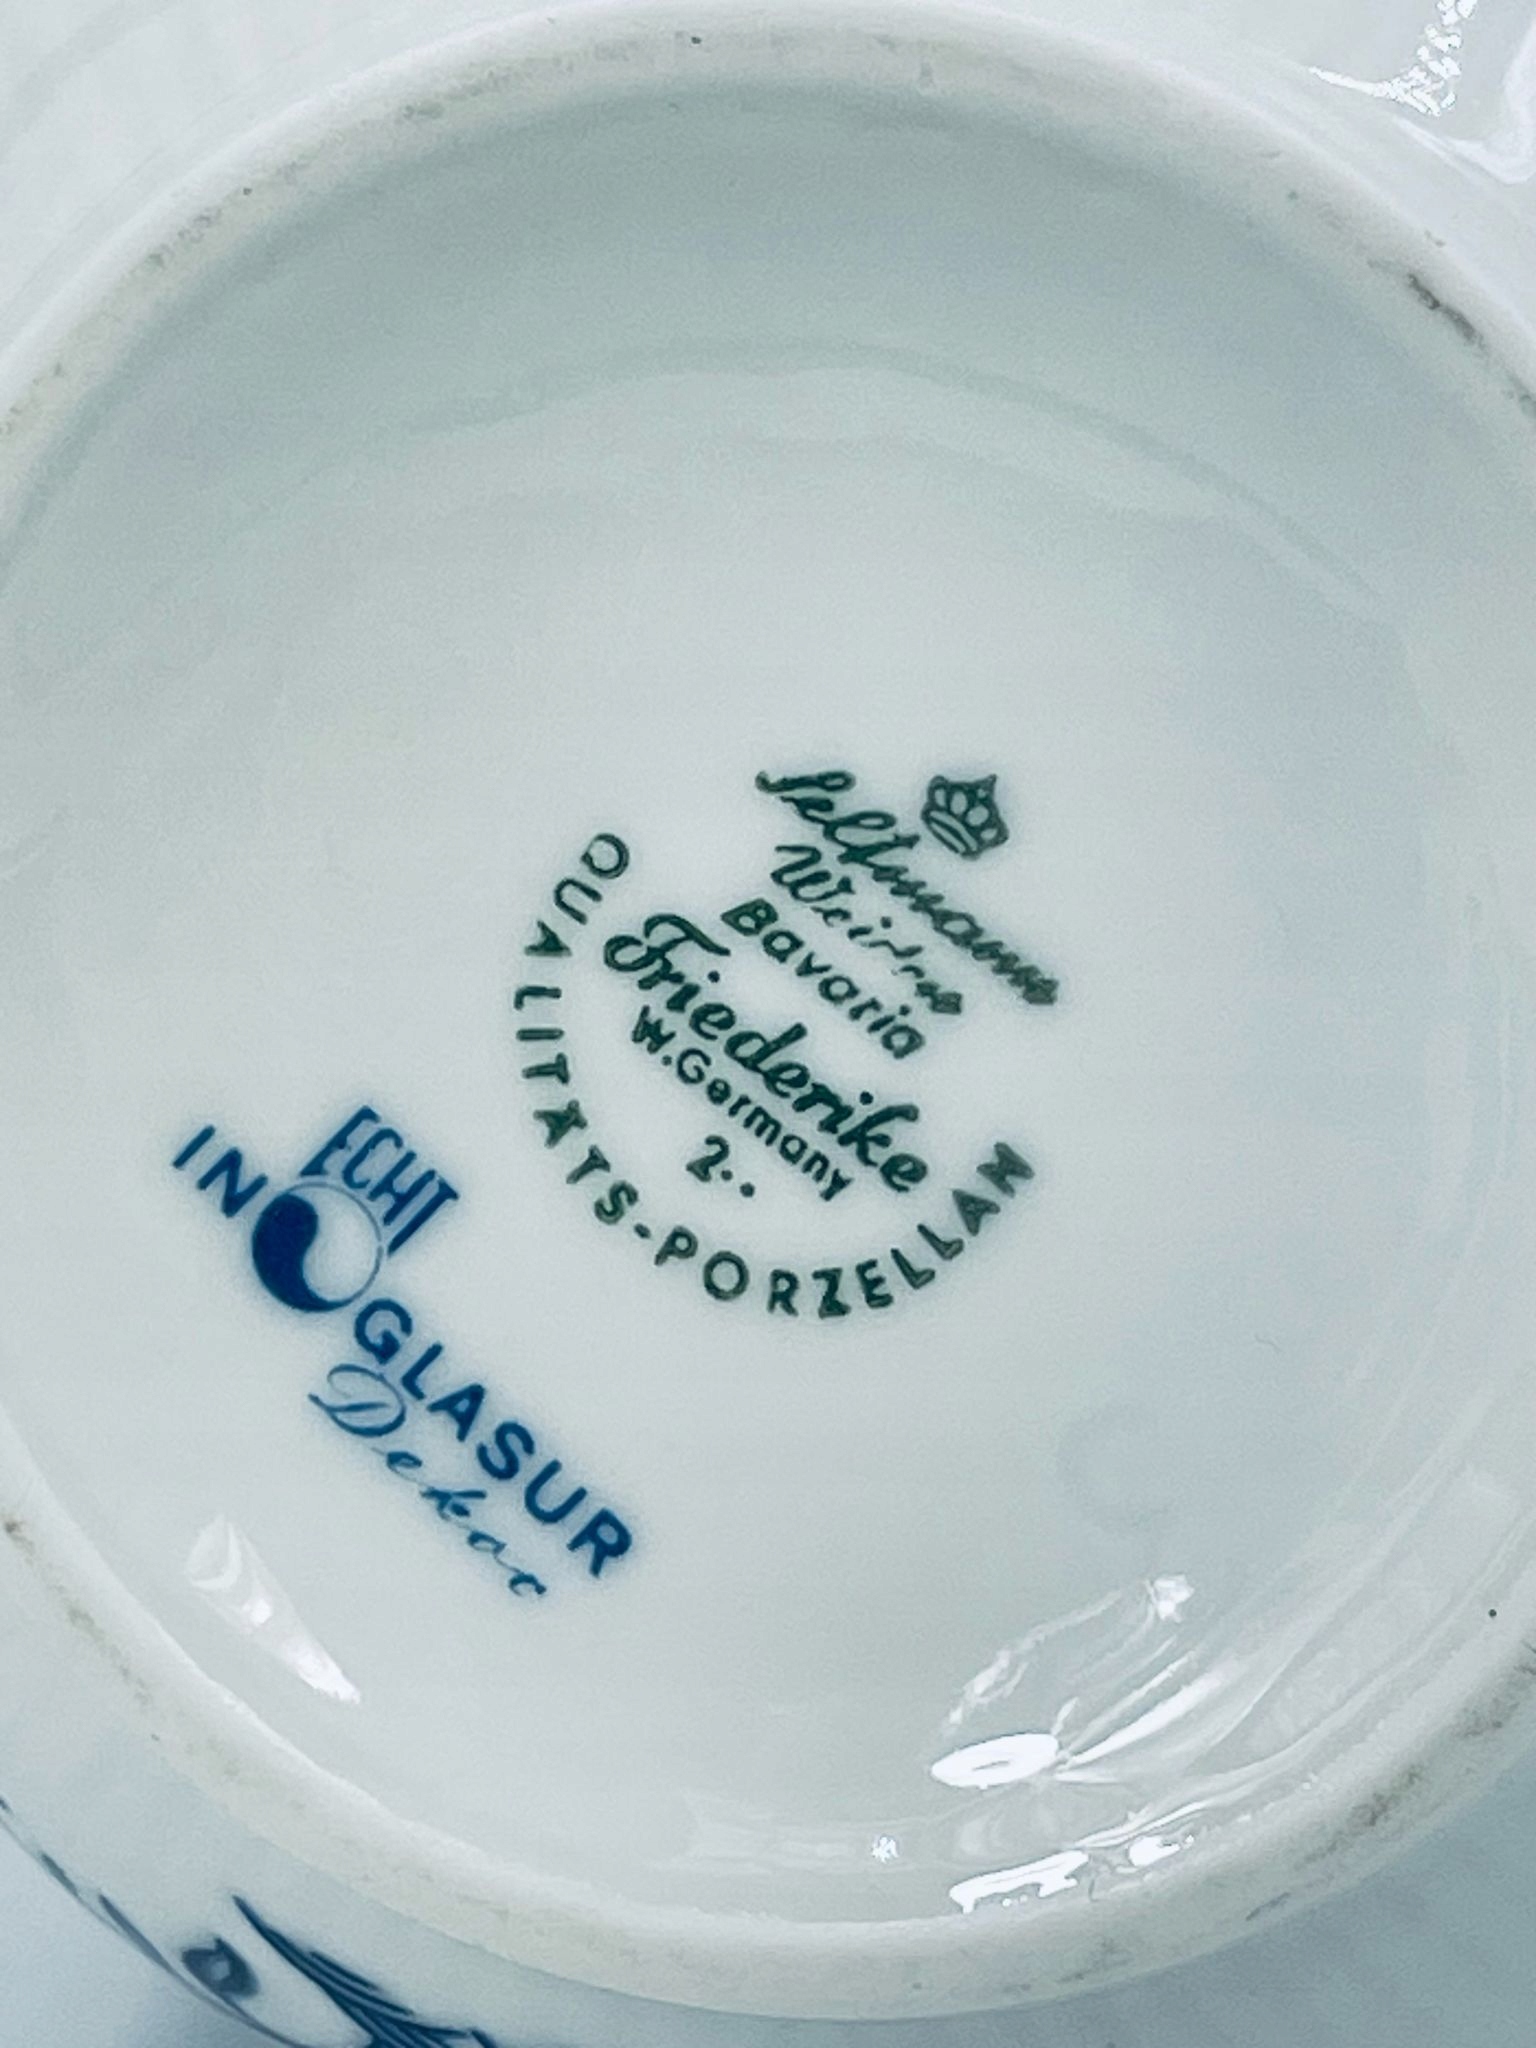 Seltmann
Weiden
Bavaria
Friederike
W.Germany
2..
QUALITÄTS-PORZELLAN
ECHT
IN GLASUR
Dekor